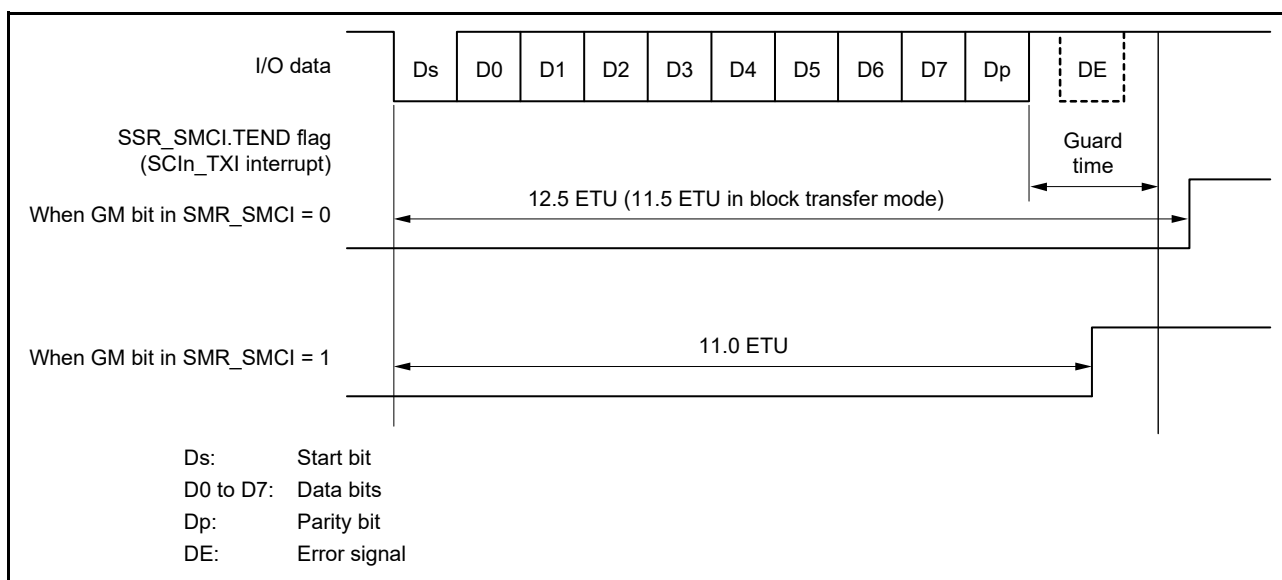 I/O data
Ds D0 D1 D2 D3 D4 D5 D6 D7 Dp DE
SSR_SMCI.TEND flag
(SCIn_TXI interrupt)
Guard
time
When GM bit in SMR_SMCI = 0
12.5 ETU (11.5 ETU in block transfer mode)
When GM bit in SMR_SMCI = 1
11.0 ETU
Ds: Start bit
D0 to D7: Data bits
Dp: Parity bit
DE: Error signal